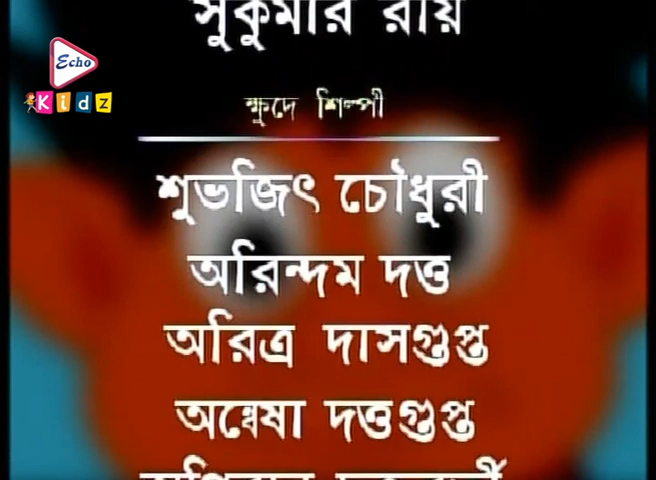 সুকুমার রায়
Echo
Kidz
ক্ষুদে শিল্পী
শুভজিৎ চৌধুরী
অরিন্দম দত্ত
অরিত্র দাসগুপ্ত
অন্বেষা দত্তগুপ্ত